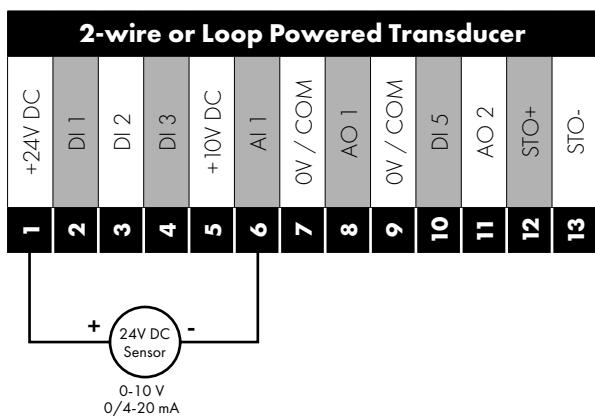 2-wire or Loop Powered Transducer
+24V DC
DI 1
DI 2
DI 3
+10V DC
AI 1
0V / COM
AO 1
0V / COM
DI 5
AO 2
STO+
STO-
1
2
3
4
5
6
7
8
9
10
11
12
13
+
-
24V DC
Sensor
0-10 V
0/4-20 mA